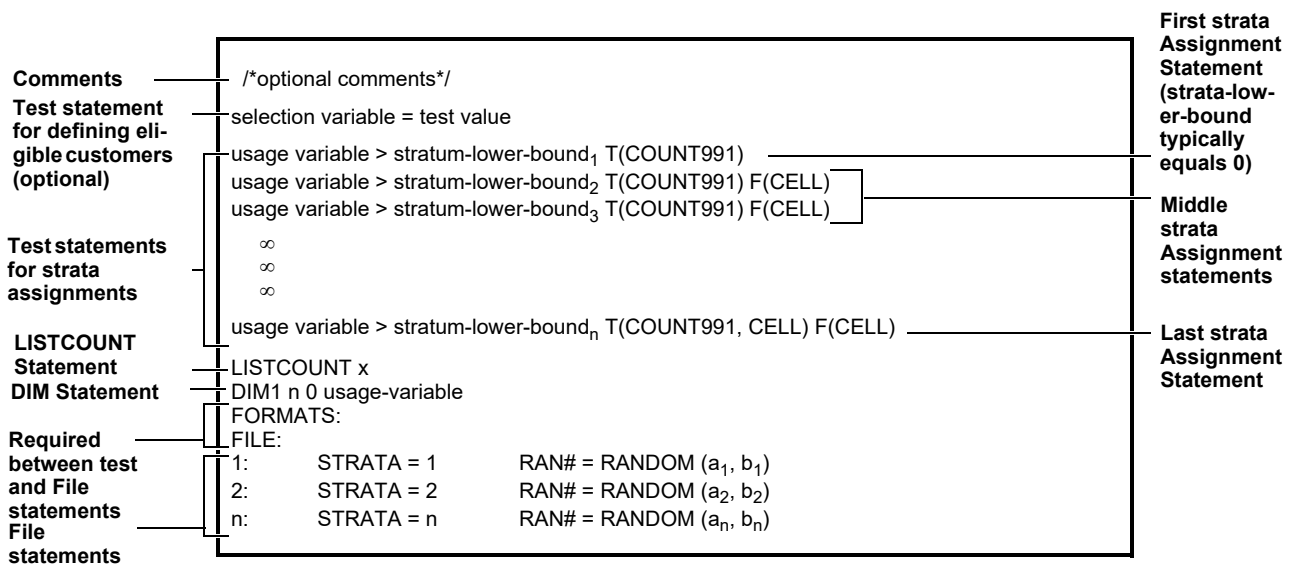 First strata
Assignment
Statement
(strata-low-
er-bound
typically
equals 0)
Comments
/*optional comments*/
Test statement
for defining eli-
gible customers
(optional)
selection variable = test value
usage variable > stratum-lower-bound1 T(COUNT991)
usage variable > stratum-lower-bound2 T(COUNT991) F(CELL)
usage variable > stratum-lower-bound3 T(COUNT991) F(CELL)
Middle
strata
Assignment
statements
∞
∞
∞
Test statements
for strata
assignments
usage variable > stratum-lower-boundn T(COUNT991, CELL) F(CELL)
Last strata
Assignment
Statement
LISTCOUNT
Statement
LISTCOUNT x
DIM Statement
DIM1 n 0 usage-variable
FORMATS:
FILE:
Required
between test
and File
statements
1: STRATA = 1 RAN# = RANDOM (a1, b1)
2: STRATA = 2 RAN# = RANDOM (a2, b2)
n: STRATA = n RAN# = RANDOM (an, bn)
File
statements